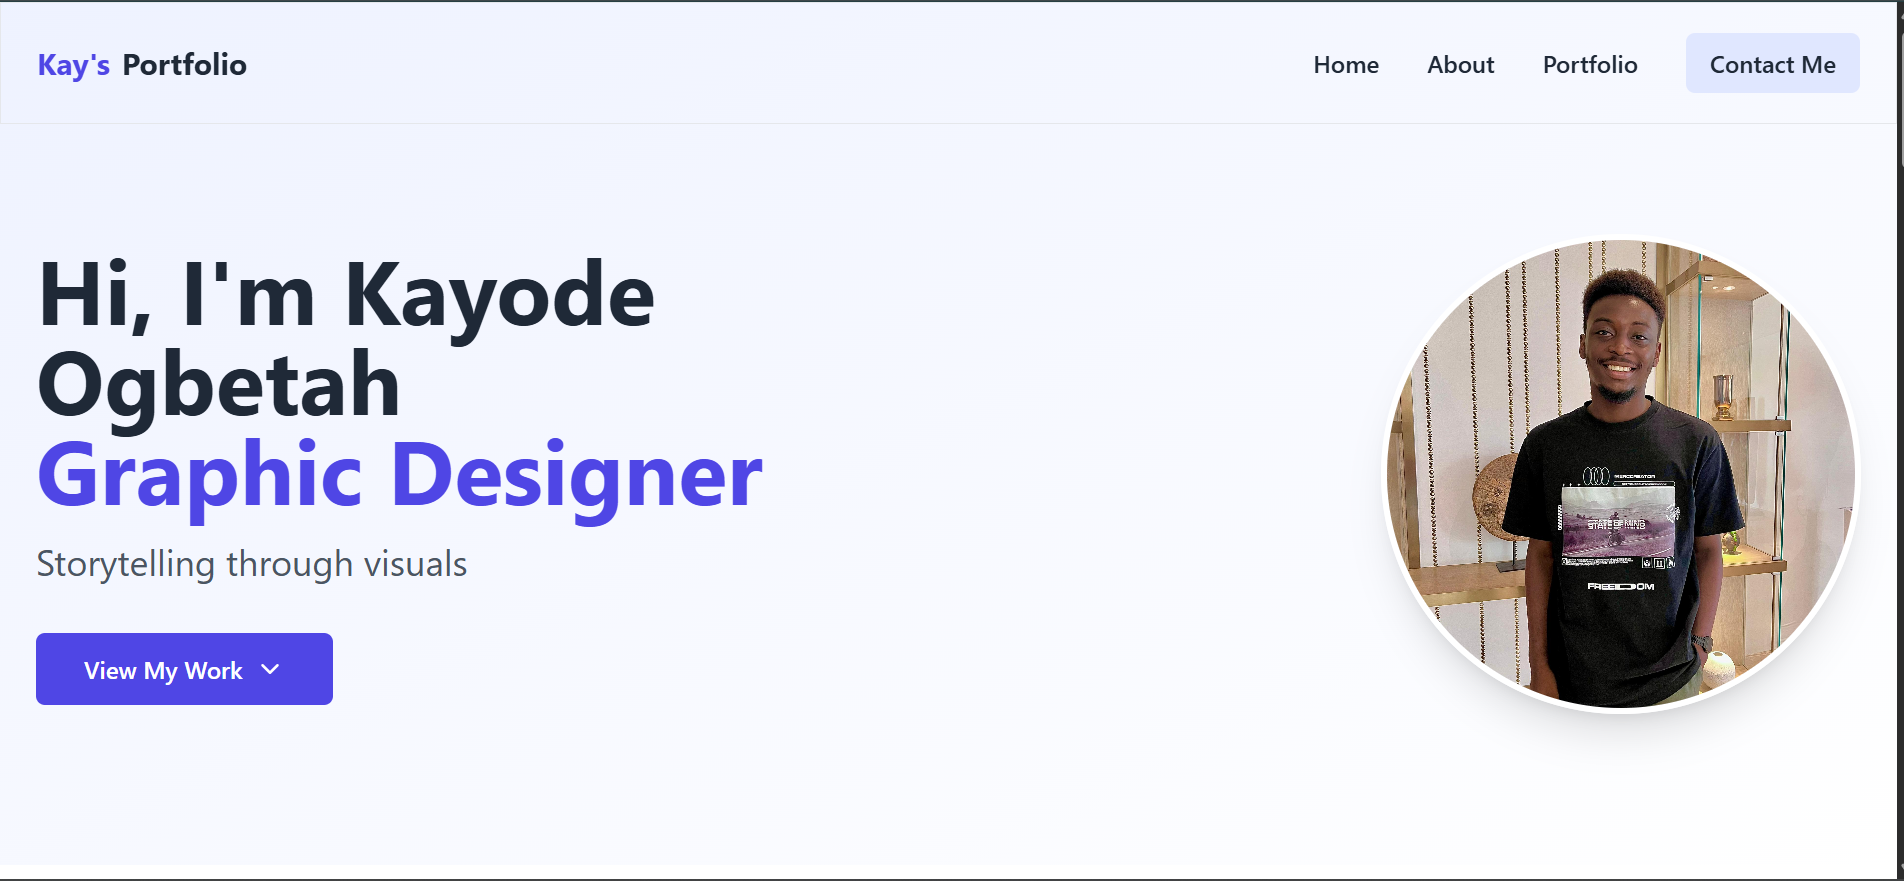 Kay's Portfolio
Home About Portfolio Contact Me
Hi, I'm Kayode
Ogbetah
Graphic Designer
Storytelling through visuals
View My Work
STATE OF MIND
FREEDOM